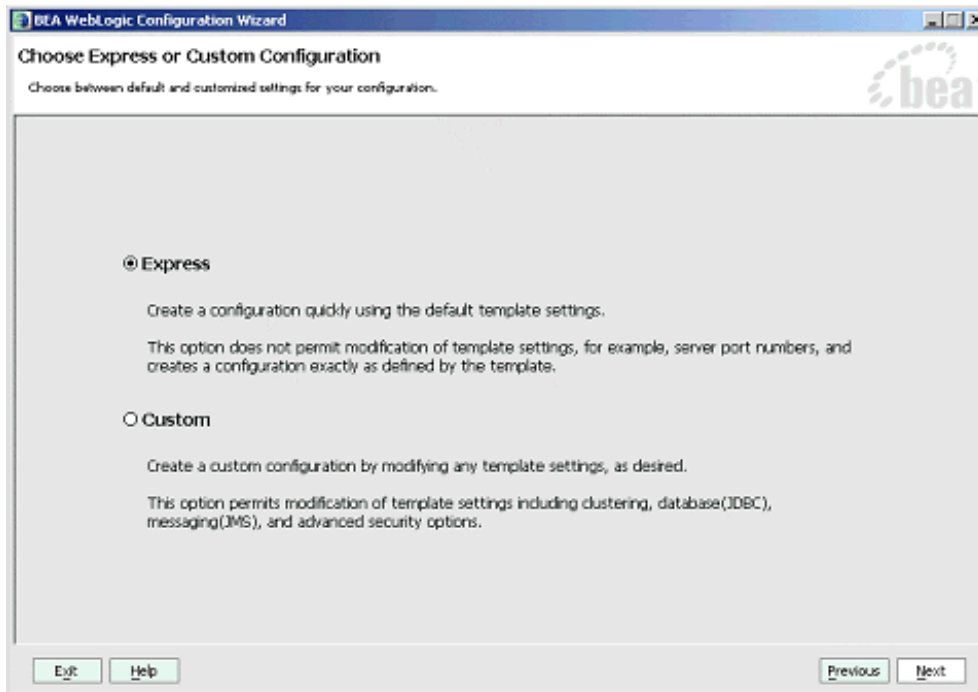 BEA WebLogic Configuration Wizard
Choose Express or Custom Configuration
Choose between default and customized settings for your configuration.
bea
Express
Create a configuration quickly using the default template settings.
This option does not permit modification of template settings, for example, server port numbers, and
creates a configuration exactly as defined by the template.
Custom
Create a custom configuration by modifying any template settings, as desired.
This option permits modification of template settings including clustering, database(JDBC),
messaging(JMS), and advanced security options.
Exit Help Previous Next